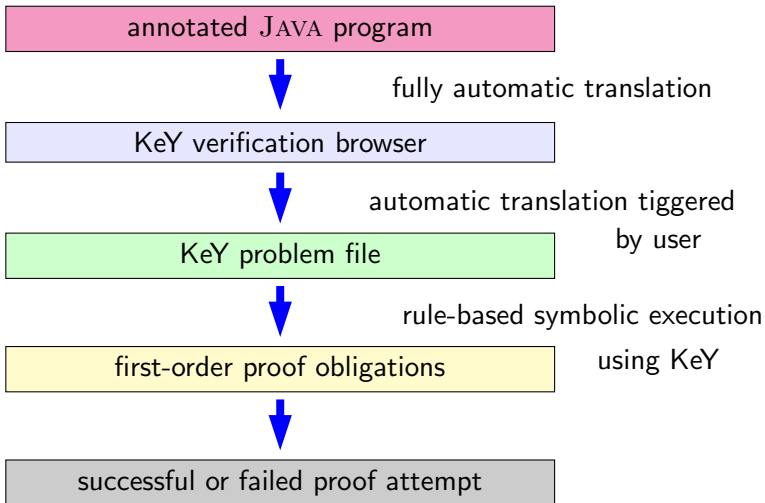 annotated JAVA program
fully automatic translation
KeY verification browser
automatic translation tiggered
by user
KeY problem file
rule-based symbolic execution
using KeY
first-order proof obligations
successful or failed proof attempt